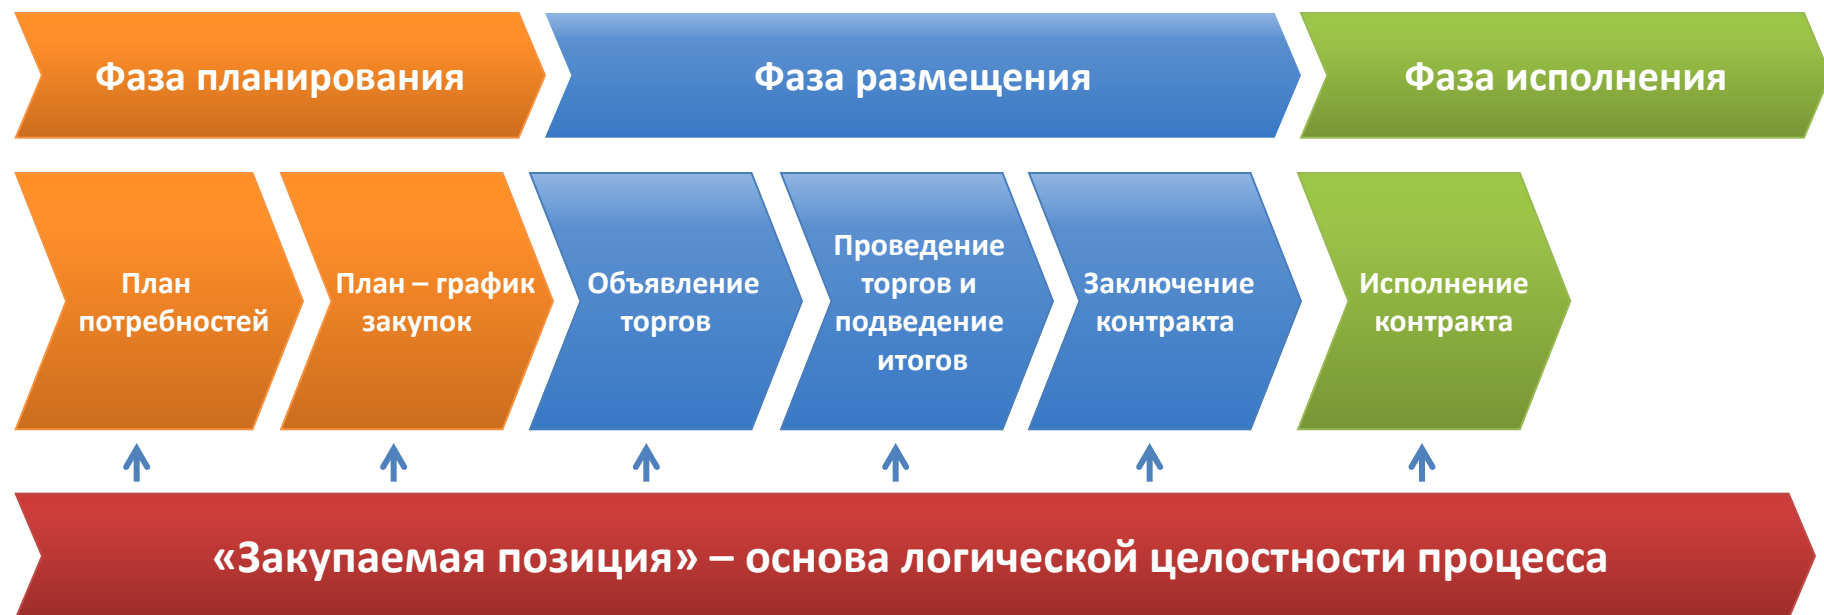 Фаза планирования
Фаза размещения
Фаза исполнения
План
потребностей
План – график
закупок
Объявление
торгов
Проведение
торгов и
подведение
итогов
Заключение
контракта
Исполнение
контракта
«Закупаемая позиция» – основа логической целостности процесса